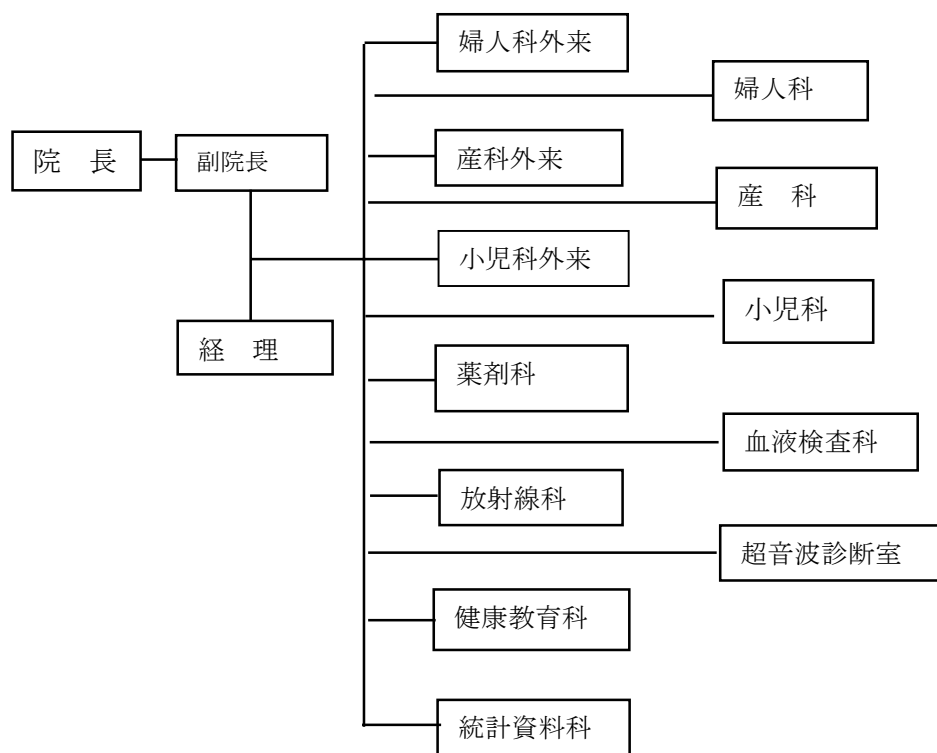 婦人科外来
婦人科
院　長
副院長
産科外来
産　科
小児科外来
小児科
経　理
薬剤科
血液検査科
放射線科
超音波診断室
健康教育科
統計資料科